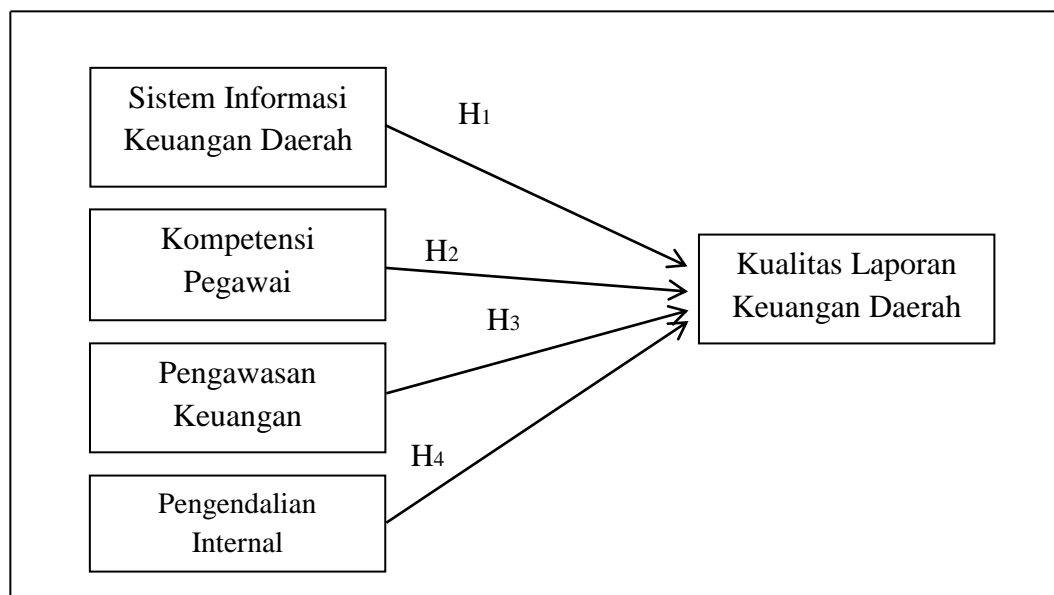 Sistem Informasi
Keuangan Daerah
H1
Kompetensi
Pegawai
H2
Pengawasan
Keuangan
H3
Pengendalian
Internal
H4
Kualitas Laporan
Keuangan Daerah